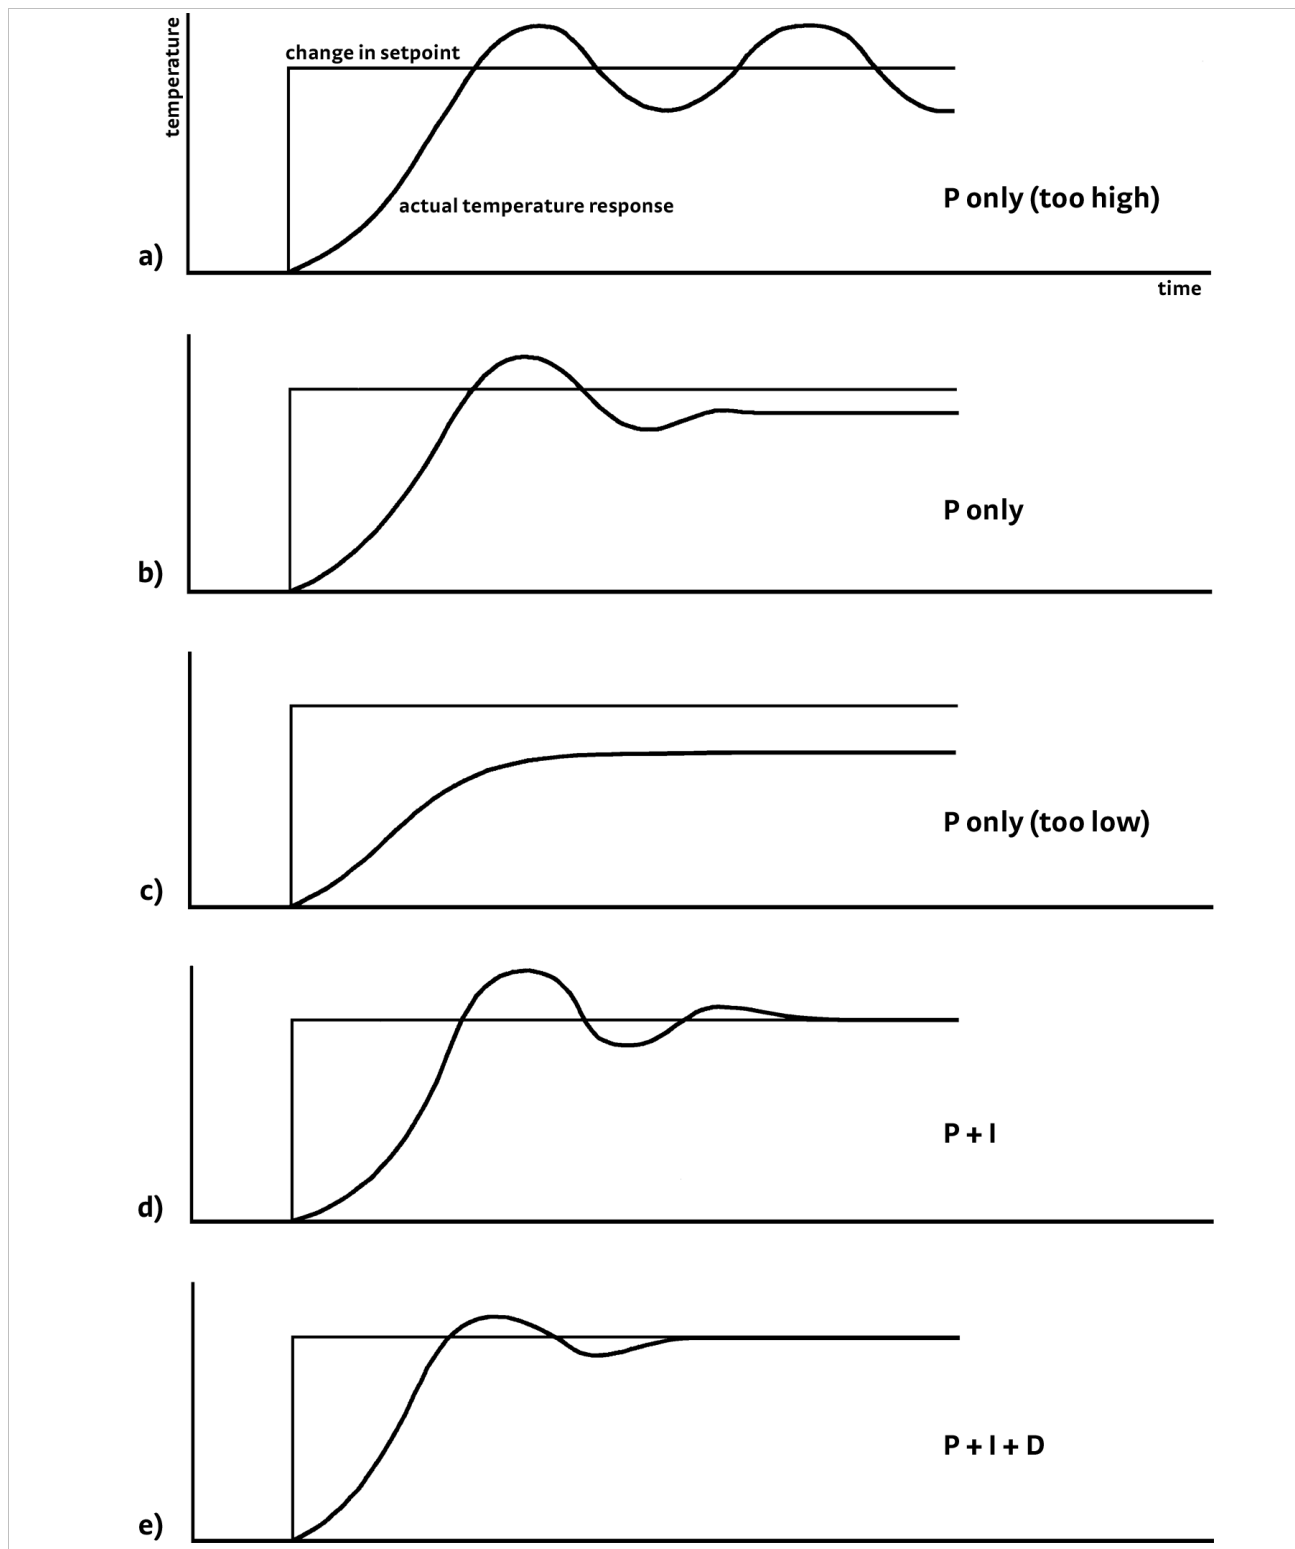 temperature
change in setpoint
actual temperature response
P only (too high)
a)
time
P only
b)
P only (too low)
c)
P + I
d)
P + I + D
e)